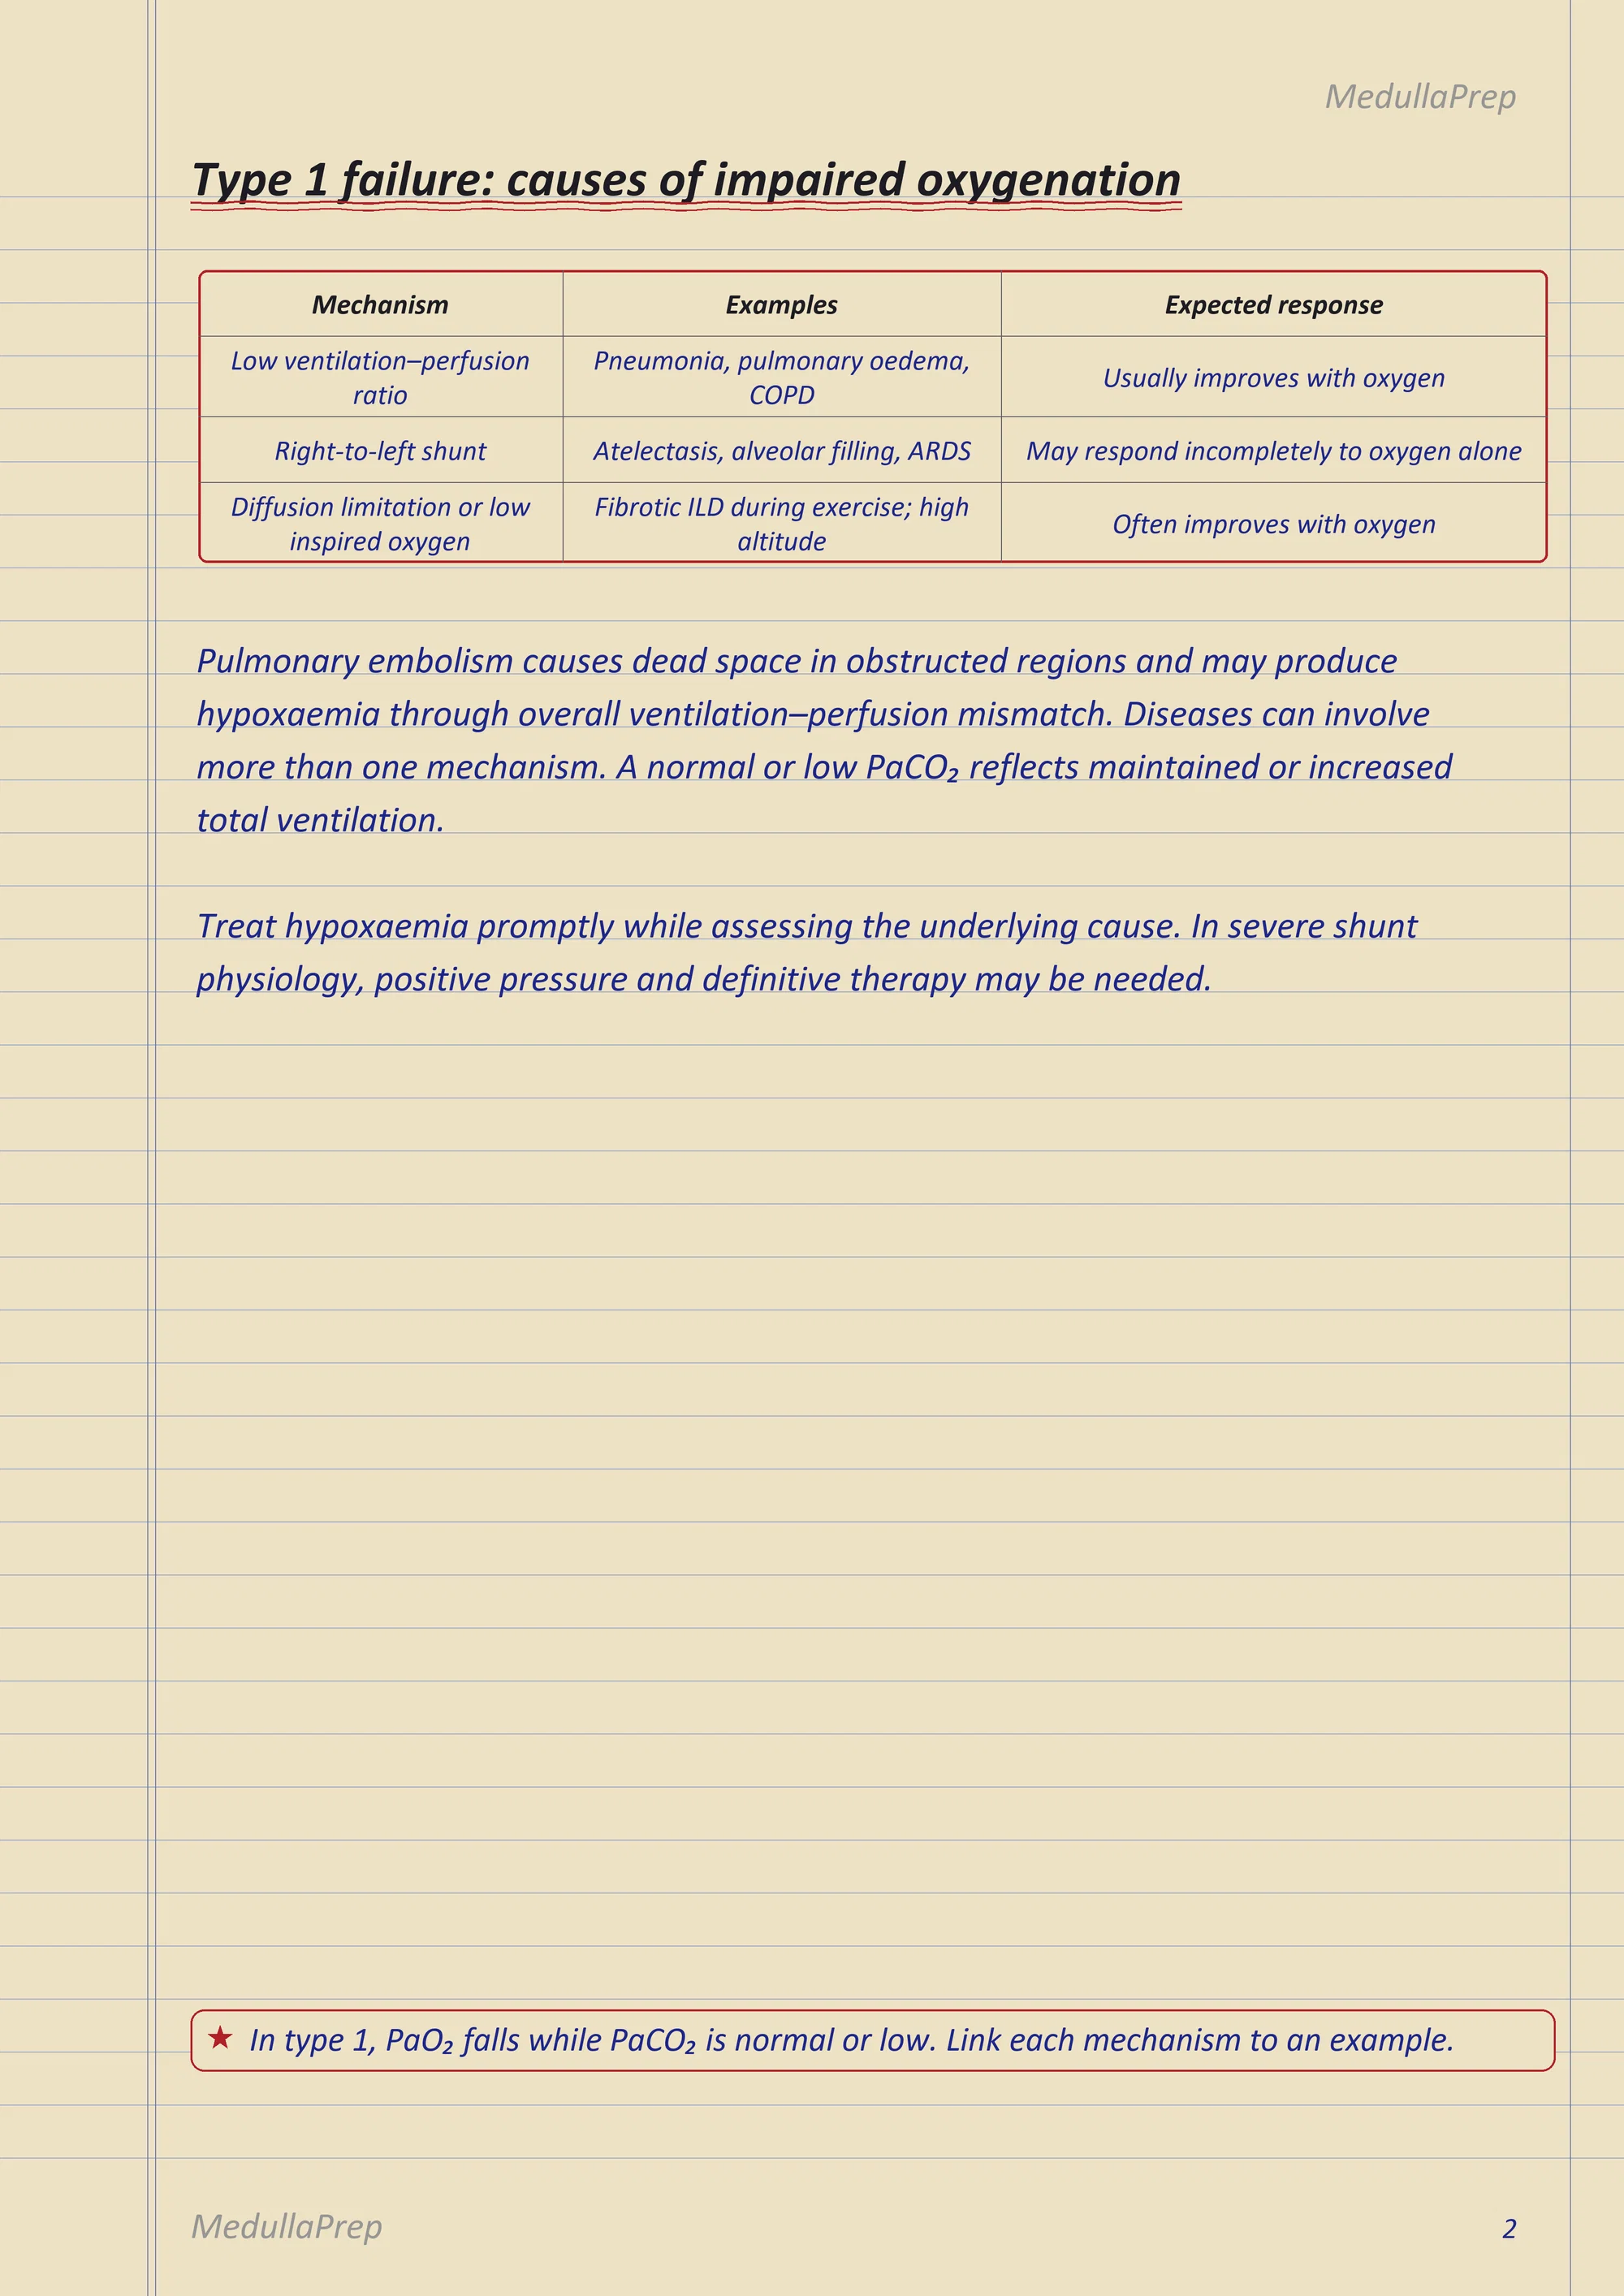 MedullaPrep
Type 1 failure: causes of impaired oxygenation
Mechanism
Examples
Expected response
Low ventilation–perfusion
ratio
Pneumonia, pulmonary oedema,
COPD
Usually improves with oxygen
Right-to-left shunt
Atelectasis, alveolar filling, ARDS
May respond incompletely to oxygen alone
Diffusion limitation or low
inspired oxygen
Fibrotic ILD during exercise; high
altitude
Often improves with oxygen
Pulmonary embolism causes dead space in obstructed regions and may produce
hypoxaemia through overall ventilation–perfusion mismatch. Diseases can involve
more than one mechanism. A normal or low PaCO₂ reflects maintained or increased
total ventilation.
Treat hypoxaemia promptly while assessing the underlying cause. In severe shunt
physiology, positive pressure and definitive therapy may be needed.
★ In type 1, PaO₂ falls while PaCO₂ is normal or low. Link each mechanism to an example.
MedullaPrep
2